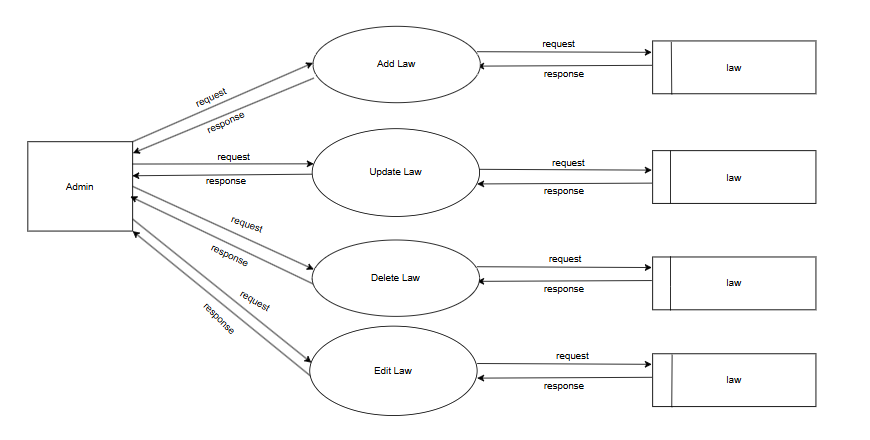 Add Law
request
response
law
request
response
Admin
request
response
Update Law
request
response
law
request
response
Delete Law
request
response
law
request
response
Edit Law
request
response
law